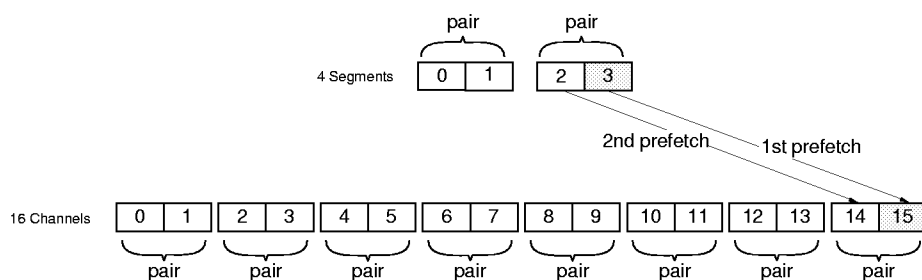 pair pair
4 Segments 0 1 2 3
2nd prefetch 1st prefetch
16 Channels 0 1 2 3 4 5 6 7 8 9 10 11 12 13 14 15
pair pair pair pair pair pair pair pair